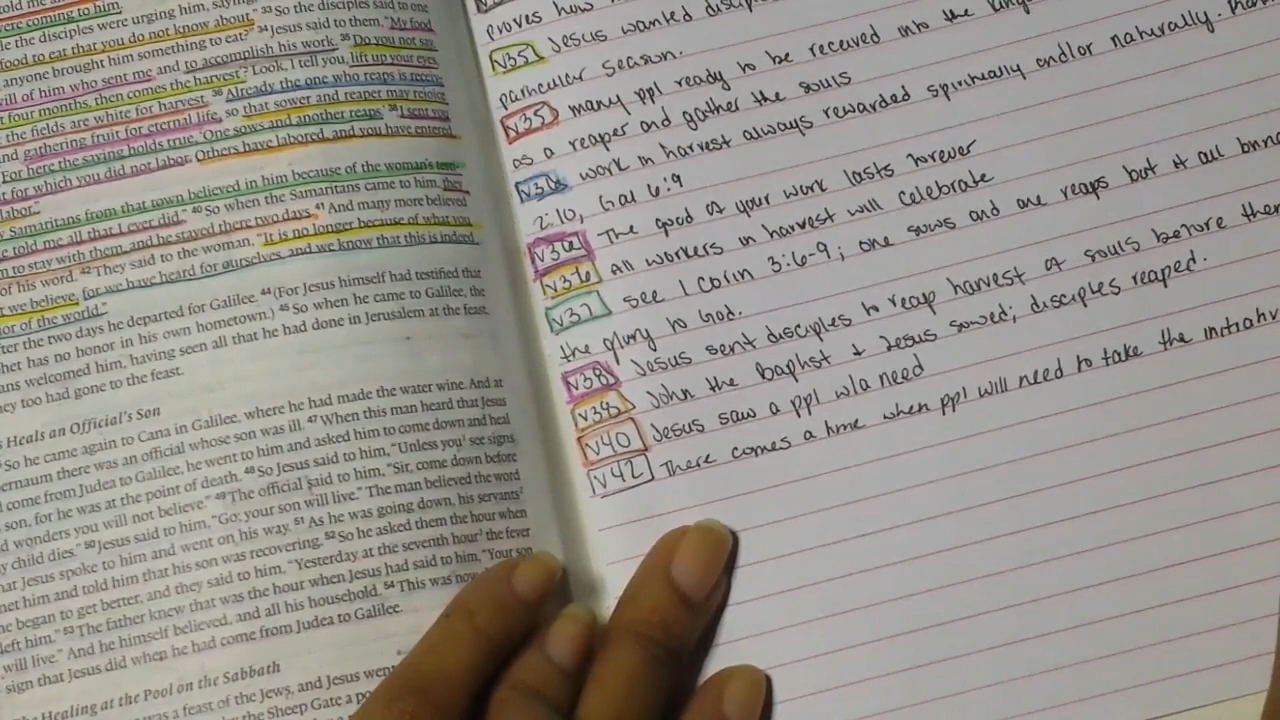 told me
were coming to him.
le the disciples were urging him, saying,
food to eat that you do not know about." 33 So the disciples said to one
anyone brought him something to eat?" 34 Jesus said to them, "My food
will of him who sent me and to accomplish his work. 35 Do you not say,
t four months, then comes the harvest'? Look, I tell you, lift up your eyes,
the fields are white for harvest. 36 Already the one who reaps is receiv-
nd gathering fruit for eternal life, so that sower and reaper may rejoice
For here the saying holds true, 'One sows and another reaps.' 38 I sent you
t for which you did not labor. Others have labored, and you have entered
labor."
y Samaritans from that town believed in him because of the woman's testi-
e told me all that I ever did." 40 So when the Samaritans came to him, they
m to stay with them, and he stayed there two days. 41 And many more believed
of his word. 42 They said to the woman, "It is no longer because of what you
t we believe, for we have heard for ourselves, and we know that this is indeed
ior of the world."
ter the two days he departed for Galilee. 44 (For Jesus himself had testified that
phet has no honor in his own hometown.) 45 So when he came to Galilee, the
ans welcomed him, having seen all that he had done in Jerusalem at the feast.
hey too had gone to the feast.
Heals an Official's Son
So he came again to Cana in Galilee, where he had made the water wine. And at
ernaum there was an official whose son was ill. 47 When this man heard that Jesus
come from Judea to Galilee, he went to him and asked him to come down and heal
son, for he was at the point of death. 48 So Jesus said to him, "Unless you see signs
d wonders you will not believe." 49 The official said to him, "Sir, come down before
y child dies." 50 Jesus said to him, "Go; your son will live." The man believed the word
hat Jesus spoke to him and went on his way. 51 As he was going down, his servants
met him and told him that his son was recovering. 52 So he asked them the hour when
he began to get better, and they said to him, "Yesterday at the seventh hour the fever
left him." 53 The father knew that was the hour when Jesus had said to him, "Your son
will live." And he himself believed, and all his household. 54 This was now
sign that Jesus did when he had come from Judea to Galilee.
The Healing at the Pool on the Sabbath
was a feast of the Jews, and Jesus went
the Sheep Gate a po
proves how
V35 Jesus wanted
particular season.
V35 many ppl ready to be received into the
as a reaper and gather the souls
V36 work in harvest always rewarded spiritually and/or naturally.
2:10, Gal 6:9
V36 The good of your work lasts forever
V36 All workers in harvest will celebrate
V37 see 1 Corin 3:6-9; one sows and one reaps but it all
the glory to God.
V38 Jesus sent disciples to reap harvest of souls before
V38 John the Baptist + Jesus sowed; disciples reaped.
V40 Jesus saw a ppl w/a need
V42 There comes a time when ppl will need to take the